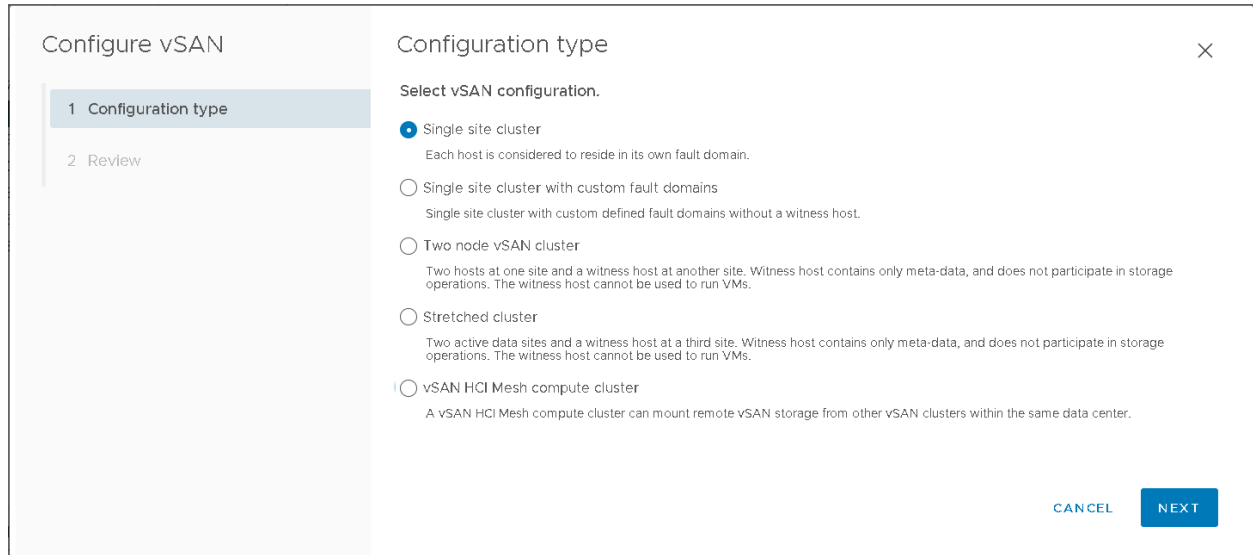 Configure vSAN
1 Configuration type
2 Review
Configuration type
Select vSAN configuration.
Single site cluster
Each host is considered to reside in its own fault domain.
Single site cluster with custom fault domains
Single site cluster with custom defined fault domains without a witness host.
Two node vSAN cluster
Two hosts at one site and a witness host at another site. Witness host contains only meta-data, and does not participate in storage
operations. The witness host cannot be used to run VMs.
Stretched cluster
Two active data sites and a witness host at a third site. Witness host contains only meta-data, and does not participate in storage
operations. The witness host cannot be used to run VMs.
vSAN HCI Mesh compute cluster
A vSAN HCI Mesh compute cluster can mount remote vSAN storage from other vSAN clusters within the same data center.
CANCEL
NEXT